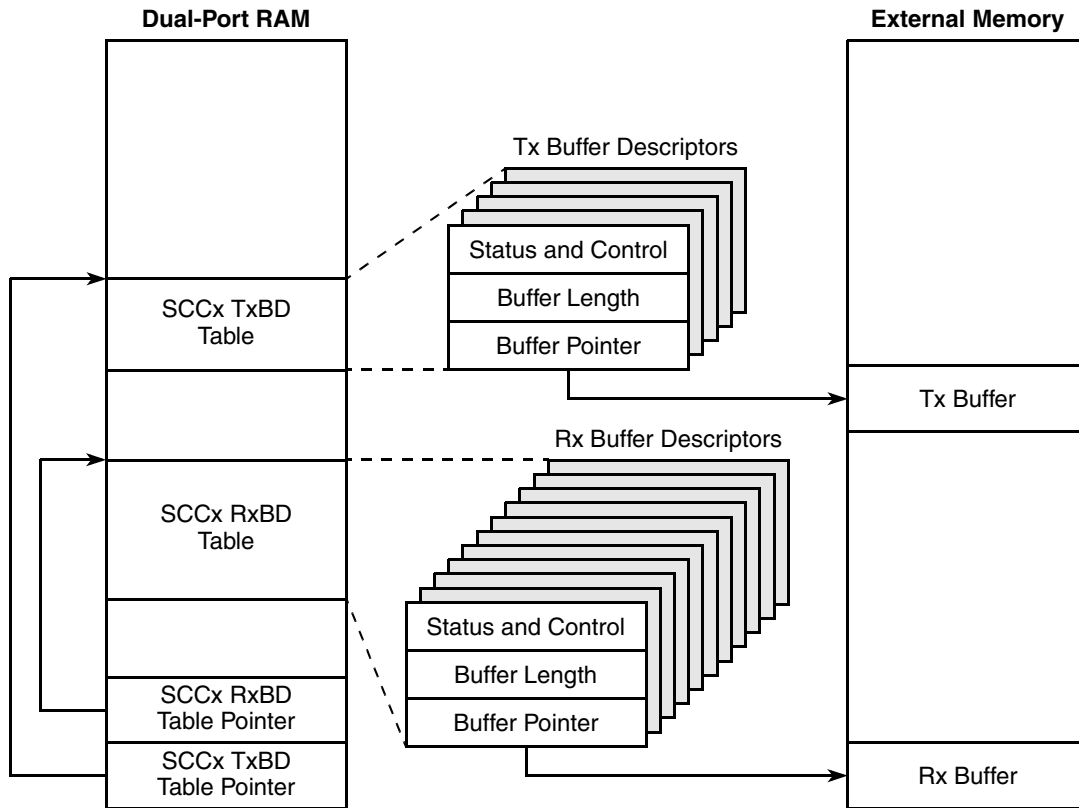 Dual-Port RAM
External Memory
Tx Buffer Descriptors
Status and Control
Buffer Length
Buffer Pointer
SCCx TxBD
Table
Tx Buffer
Rx Buffer Descriptors
SCCx RxBD
Table
Status and Control
Buffer Length
Buffer Pointer
SCCx RxBD
Table Pointer
SCCx TxBD
Table Pointer
Rx Buffer